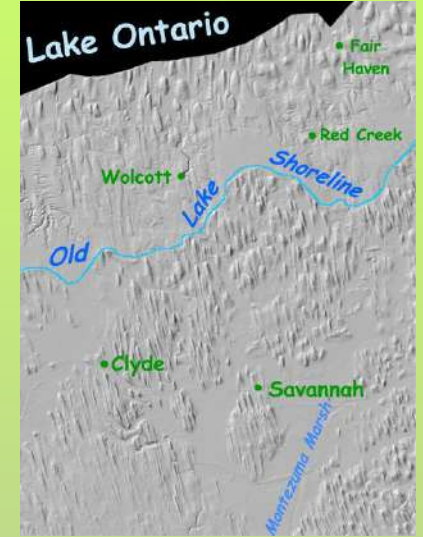 Lake Ontario
Fair
Haven
Red Creek
Wolcott
Old Lake Shoreline
Clyde
Savannah
Montezuma Marsh